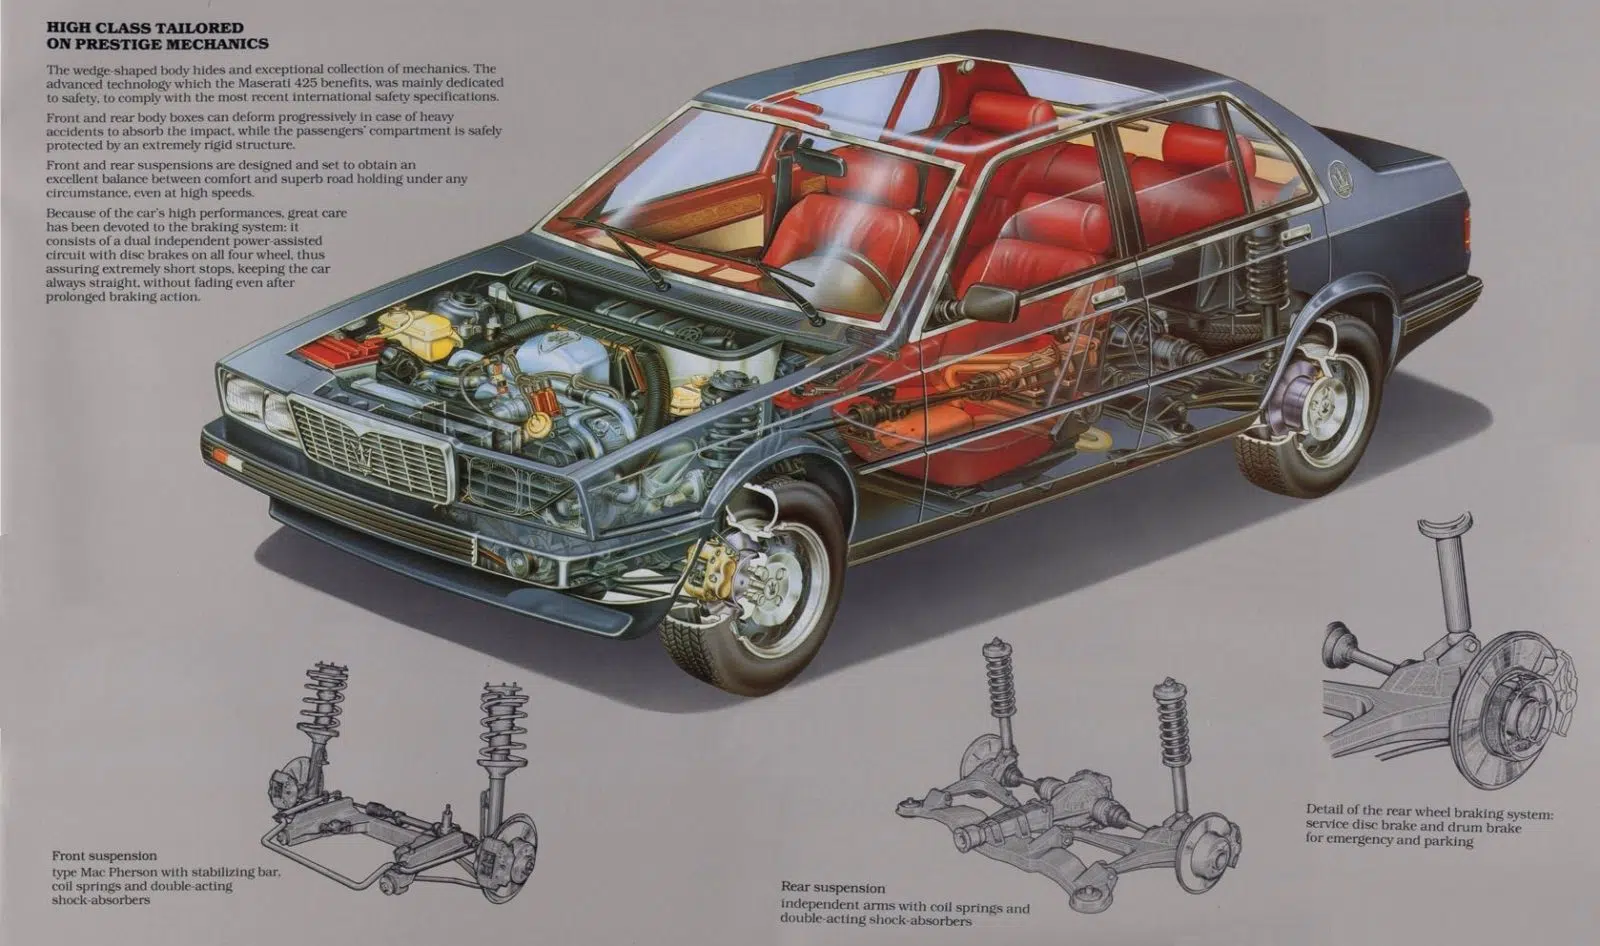 HIGH CLASS TAILORED
ON PRESTIGE MECHANICS
The wedge-shaped body hides and exceptional collection of mechanics. The
advanced technology which the Maserati 425 benefits, was mainly dedicated
to safety, to comply with the most recent international safety specifications.
Front and rear body boxes can deform progressively in case of heavy
accidents to absorb the impact, while the passengers' compartment is safely
protected by an extremely rigid structure.
Front and rear suspensions are designed and set to obtain an
excellent balance between comfort and superb road holding under any
circumstance, even at high speeds.
Because of the car's high performances, great care
has been devoted to the braking system: it
consists of a dual independent power-assisted
circuit with disc brakes on all four wheel, thus
assuring extremely short stops, keeping the car
always straight, without fading even after
prolonged braking action.
Detail of the rear wheel braking system:
service disc brake and drum brake
for emergency and parking
Front suspension
type Mac Pherson with stabilizing bar,
coil springs and double-acting
shock-absorbers
Rear suspension
independent arms with coil springs and
double-acting shock-absorbers